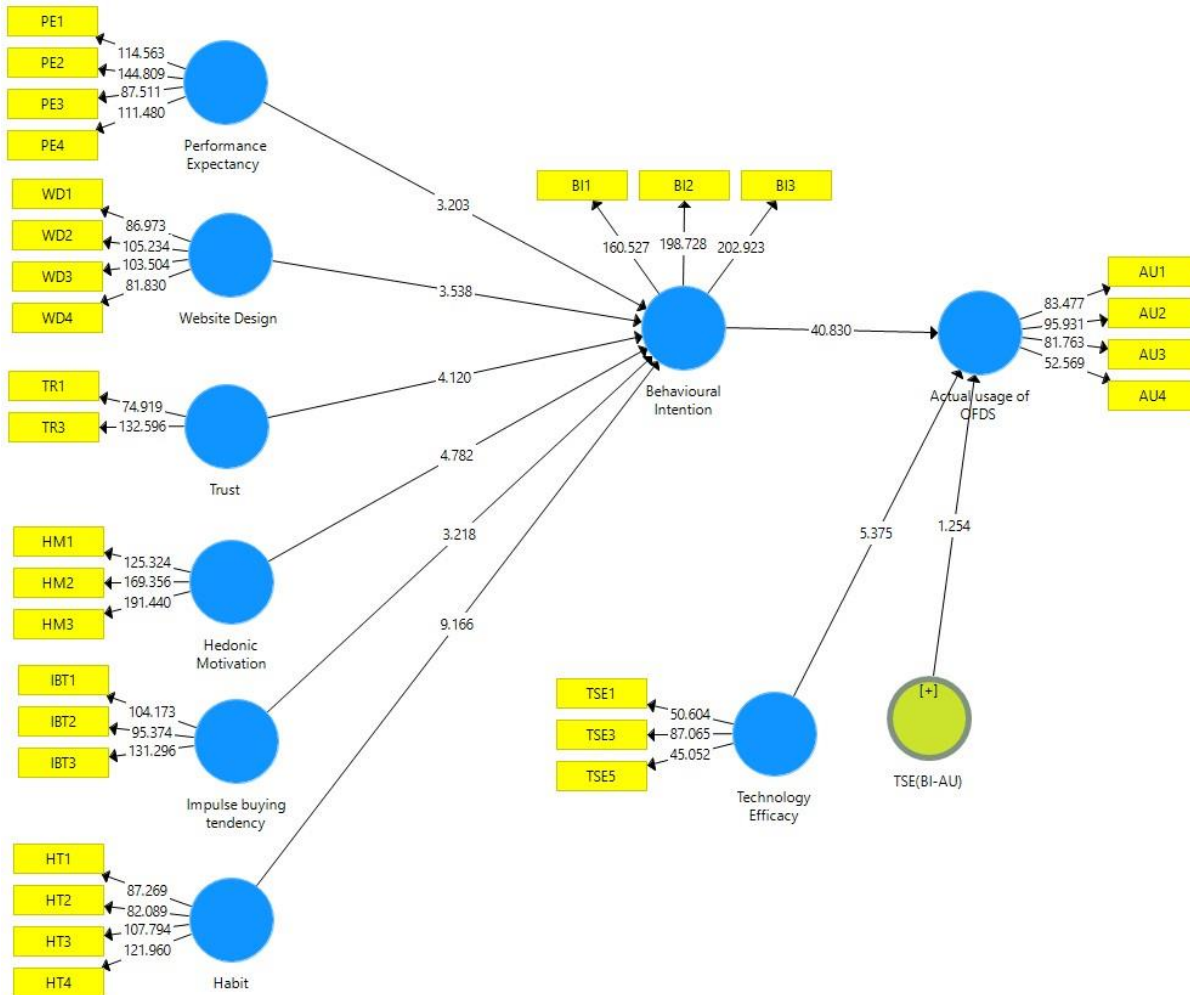 PE1
PE2
PE3
PE4
114.563
144.809
87.511
111.480
Performance
Expectancy
WD1
WD2
WD3
WD4
86.973
105.234
103.504
81.830
Website Design
TR1
TR3
74.919
132.596
Trust
HM1
HM2
HM3
125.324
169.356
191.440
Hedonic
Motivation
IBT1
IBT2
IBT3
104.173
95.374
131.296
Impulse buying
tendency
HT1
HT2
HT3
HT4
87.269
82.089
107.794
121.960
Habit
3.203
3.538
4.120
4.782
3.218
9.166
BI1
BI2
BI3
160.527
198.728
202.923
Behavioural
Intention
40.830
AU1
AU2
AU3
AU4
83.477
95.931
81.763
52.569
Actual usage of
OFDS
5.375
1.254
TSE1
TSE3
TSE5
50.604
87.065
45.052
Technology
Efficacy
[+]
TSE(BI-AU)